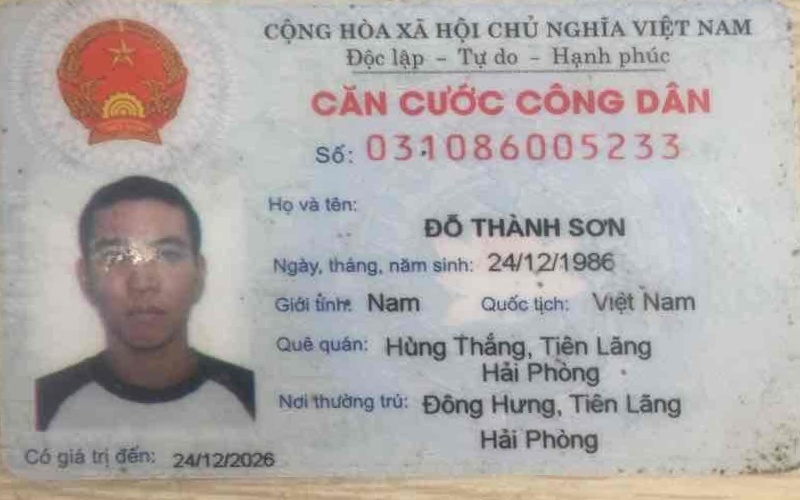 CỘNG HÒA XÃ HỘI CHỦ NGHĨA VIỆT NAM
Độc lập – Tự do – Hạnh phúc
CĂN CƯỚC CÔNG DÂN
Số: 031086005233
Họ và tên:
ĐỖ THÀNH SƠN
Ngày, tháng, năm sinh: 24/12/1986
Giới tính: Nam Quốc tịch: Việt Nam
Quê quán: Hùng Thắng, Tiên Lãng
Hải Phòng
Nơi thường trú: Đông Hưng, Tiên Lãng
Hải Phòng
Có giá trị đến: 24/12/2026